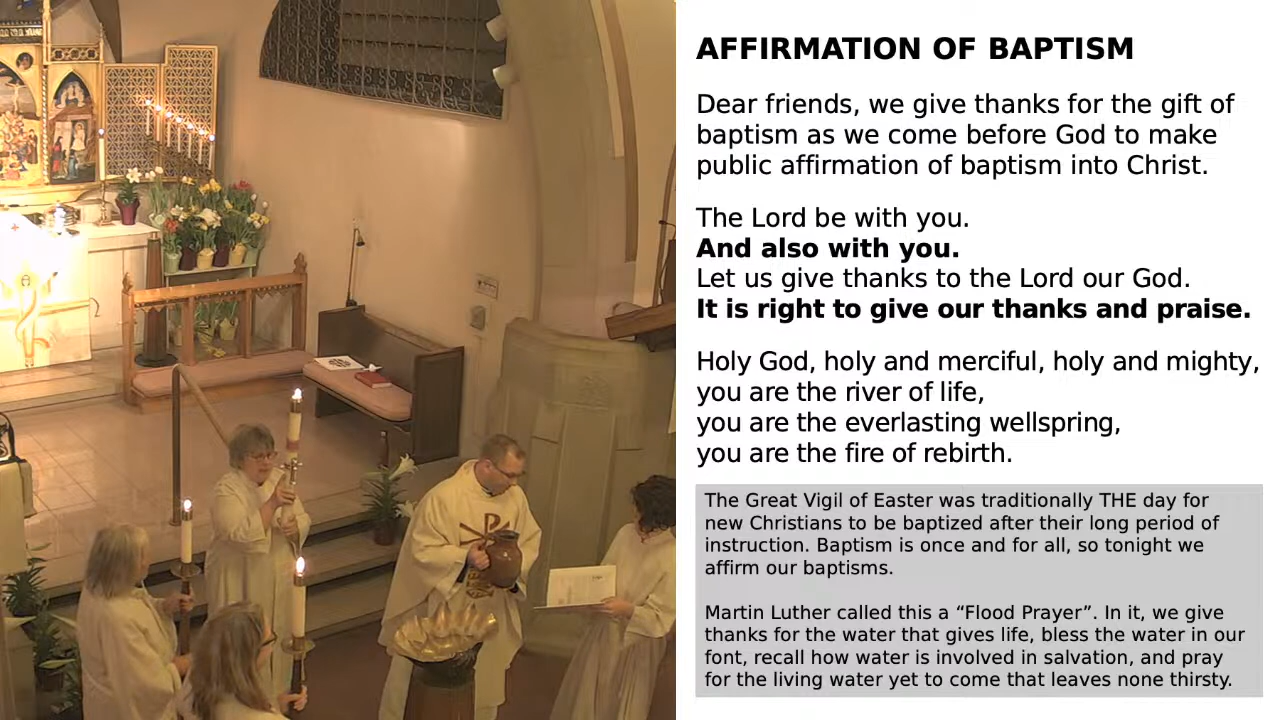 AFFIRMATION OF BAPTISM
Dear friends, we give thanks for the gift of
baptism as we come before God to make
public affirmation of baptism into Christ.
The Lord be with you.
And also with you.
Let us give thanks to the Lord our God.
It is right to give our thanks and praise.
Holy God, holy and merciful, holy and mighty,
you are the river of life,
you are the everlasting wellspring,
you are the fire of rebirth.
The Great Vigil of Easter was traditionally THE day for
new Christians to be baptized after their long period of
instruction. Baptism is once and for all, so tonight we
affirm our baptisms.
Martin Luther called this a “Flood Prayer”. In it, we give
thanks for the water that gives life, bless the water in our
font, recall how water is involved in salvation, and pray
for the living water yet to come that leaves none thirsty.